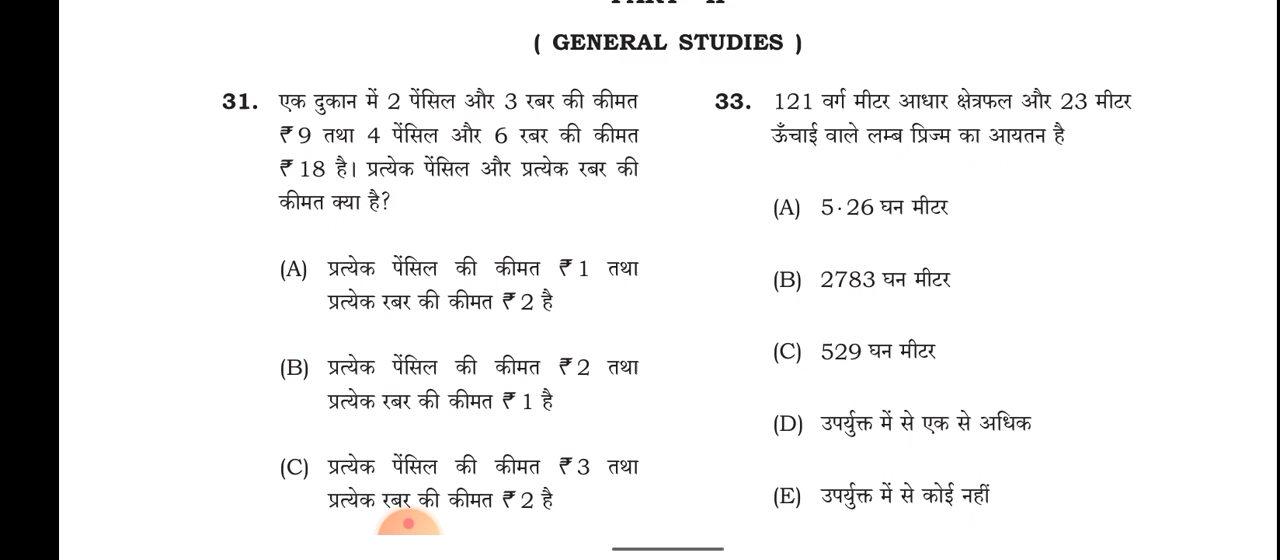 ( GENERAL STUDIES )
31. एक दुकान में 2 पेंसिल और 3 रबर की कीमत
₹ 9 तथा 4 पेंसिल और 6 रबर की कीमत
₹ 18 है। प्रत्येक पेंसिल और प्रत्येक रबर की
कीमत क्या है?
(A) प्रत्येक पेंसिल की कीमत ₹ 1 तथा
प्रत्येक रबर की कीमत ₹ 2 है
(B) प्रत्येक पेंसिल की कीमत ₹ 2 तथा
प्रत्येक रबर की कीमत ₹ 1 है
(C) प्रत्येक पेंसिल की कीमत ₹ 3 तथा
प्रत्येक रबर की कीमत ₹ 2 है
33. 121 वर्ग मीटर आधार क्षेत्रफल और 23 मीटर
ऊँचाई वाले लम्ब प्रिज्म का आयतन है
(A) 5·26 घन मीटर
(B) 2783 घन मीटर
(C) 529 घन मीटर
(D) उपर्युक्त में से एक से अधिक
(E) उपर्युक्त में से कोई नहीं